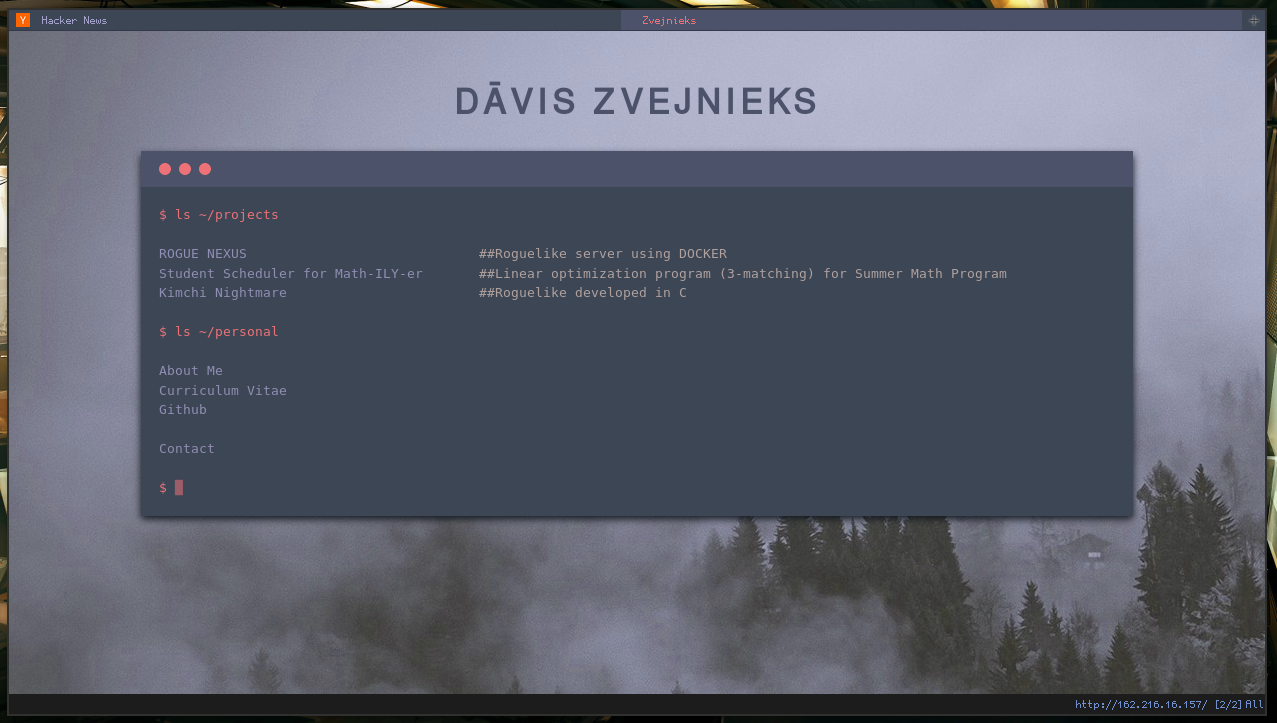 Y Hacker News
Zvejnieks
DĀVIS ZVEJNIEKS
$ ls ~/projects
ROGUE NEXUS ##Roguelike server using DOCKER
Student Scheduler for Math-ILY-er ##Linear optimization program (3-matching) for Summer Math Program
Kimchi Nightmare ##Roguelike developed in C
$ ls ~/personal
About Me
Curriculum Vitae
Github
Contact
$
http://162.216.16.157/ [2/2] All